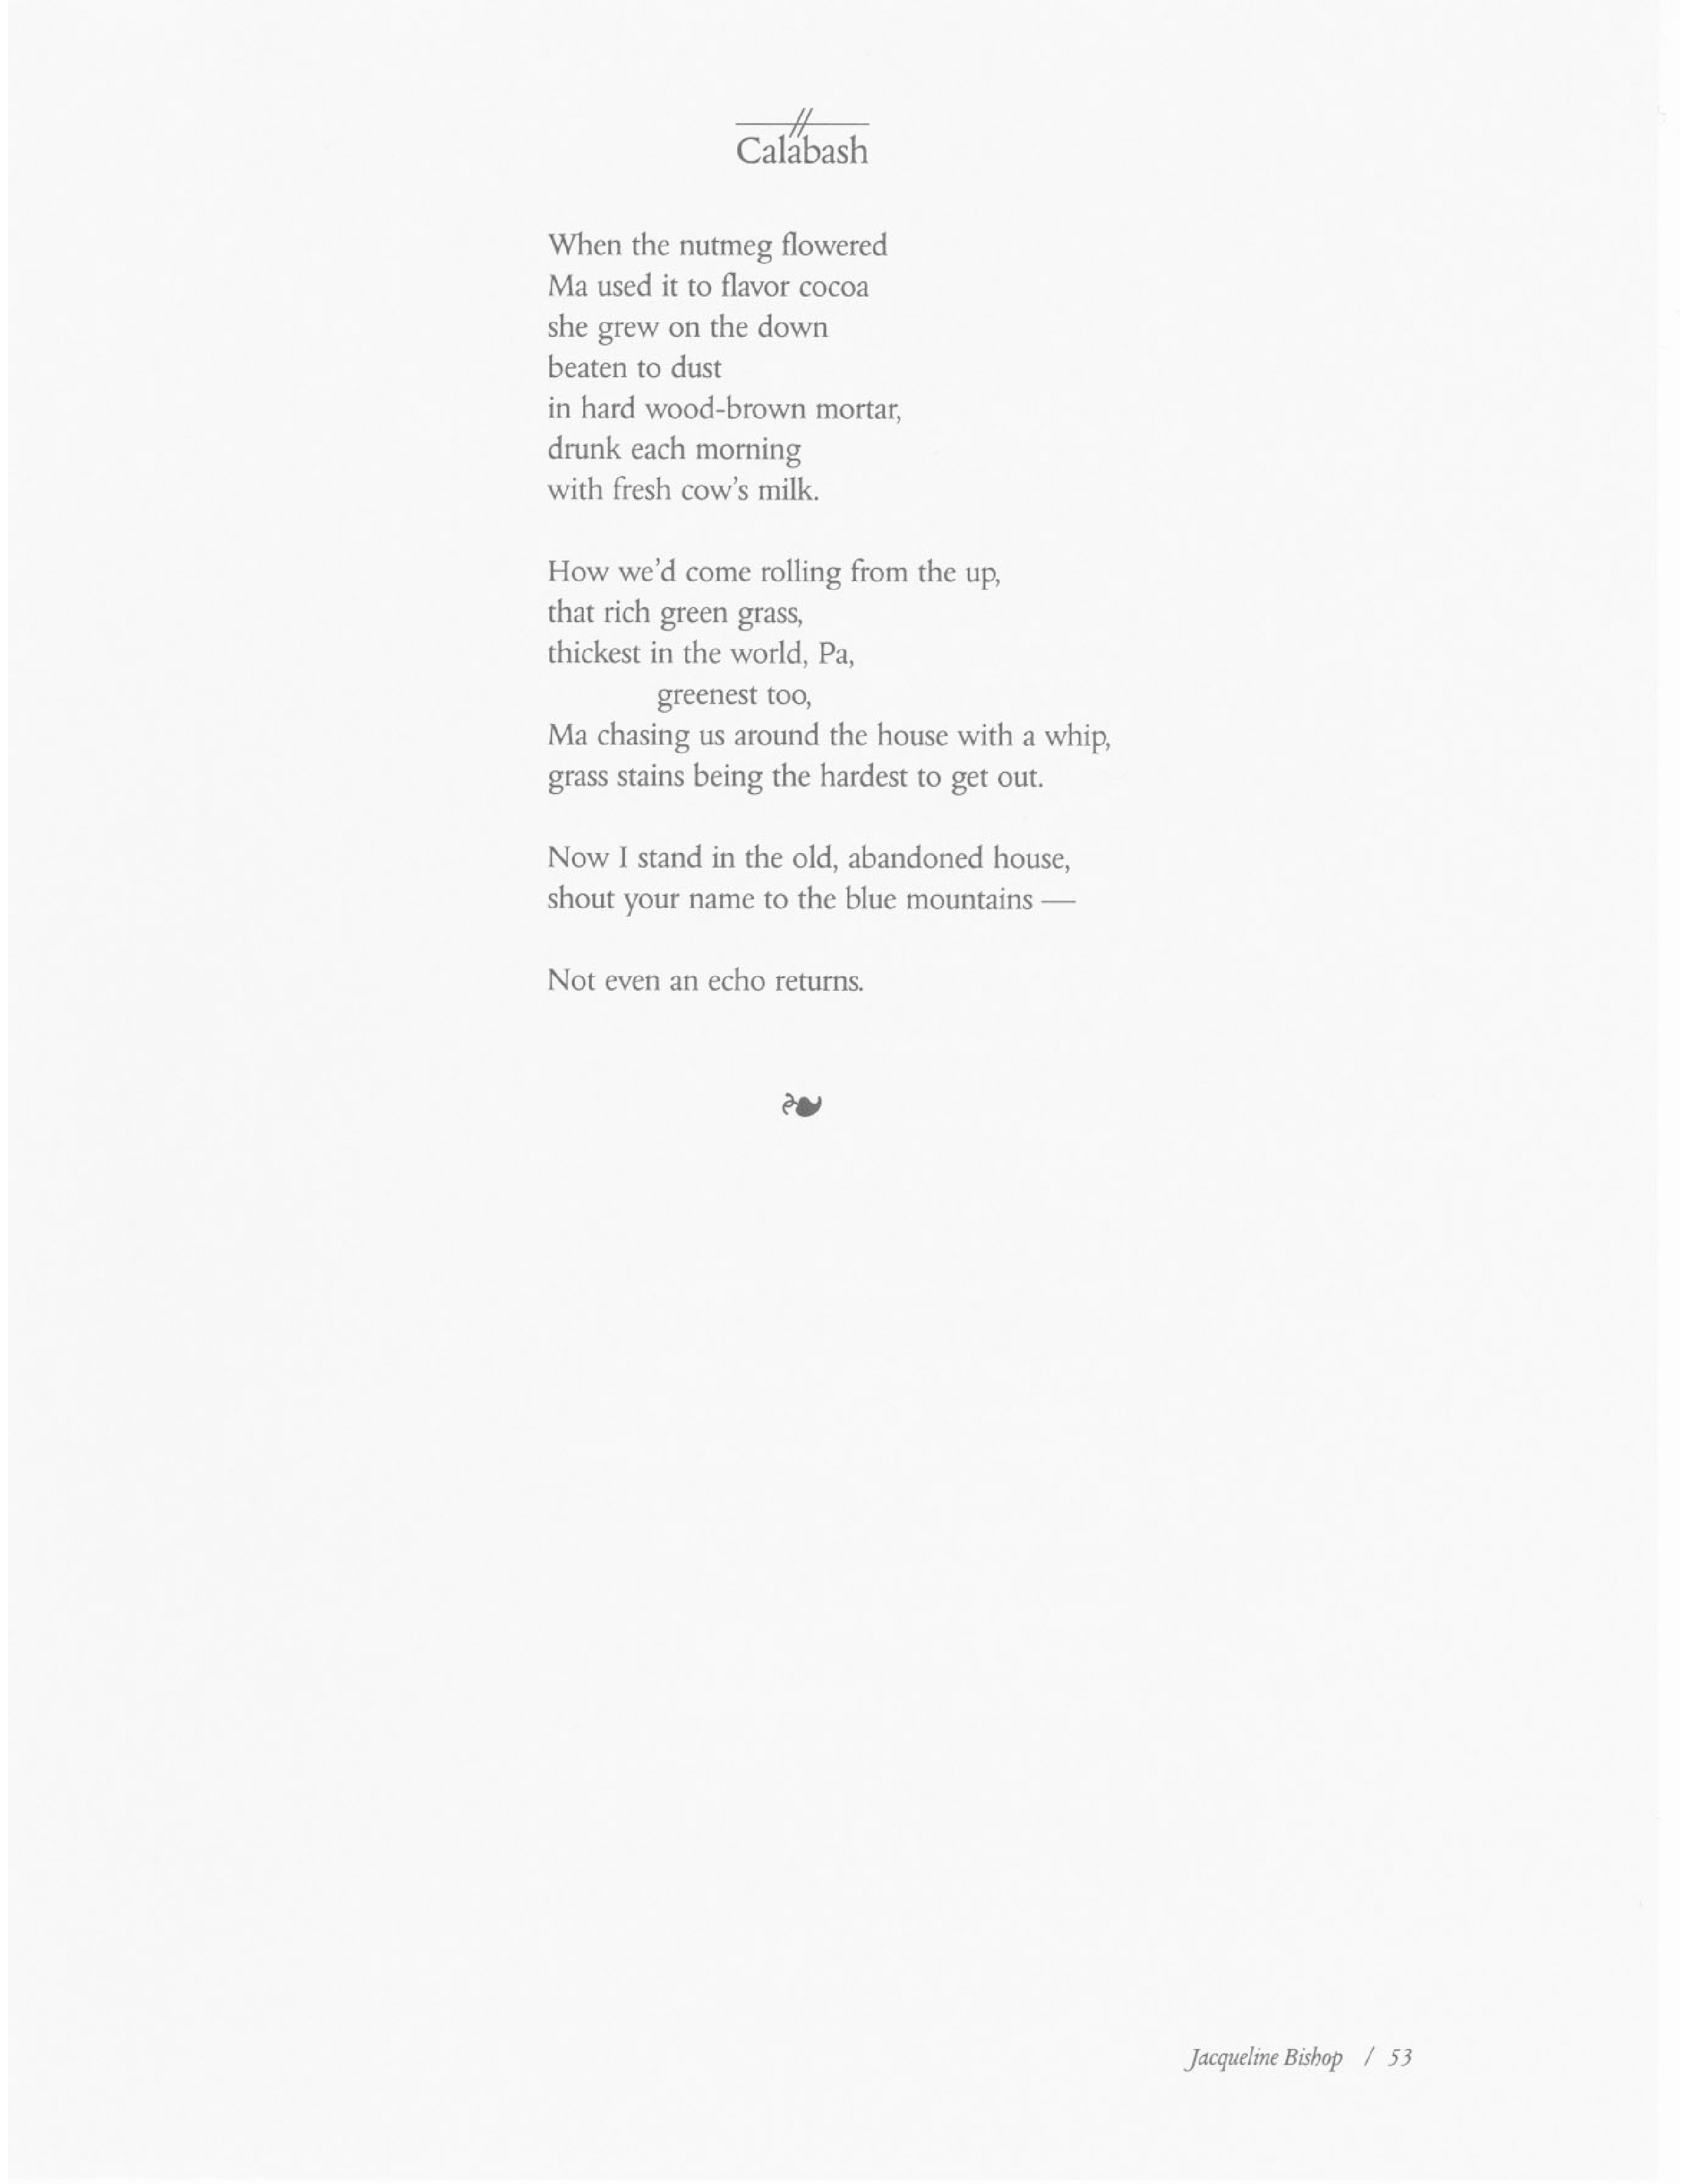 Calabash
When the nutmeg flowered
Ma used it to flavor cocoa
she grew on the down
beaten to dust
in hard wood-brown mortar,
drunk each morning
with fresh cow's milk.
How we'd come rolling from the up,
that rich green grass,
thickest in the world, Pa,
greenest too,
Ma chasing us around the house with a whip,
grass stains being the hardest to get out.
Now I stand in the old, abandoned house,
shout your name to the blue mountains —
Not even an echo returns.
Jacqueline Bishop / 53